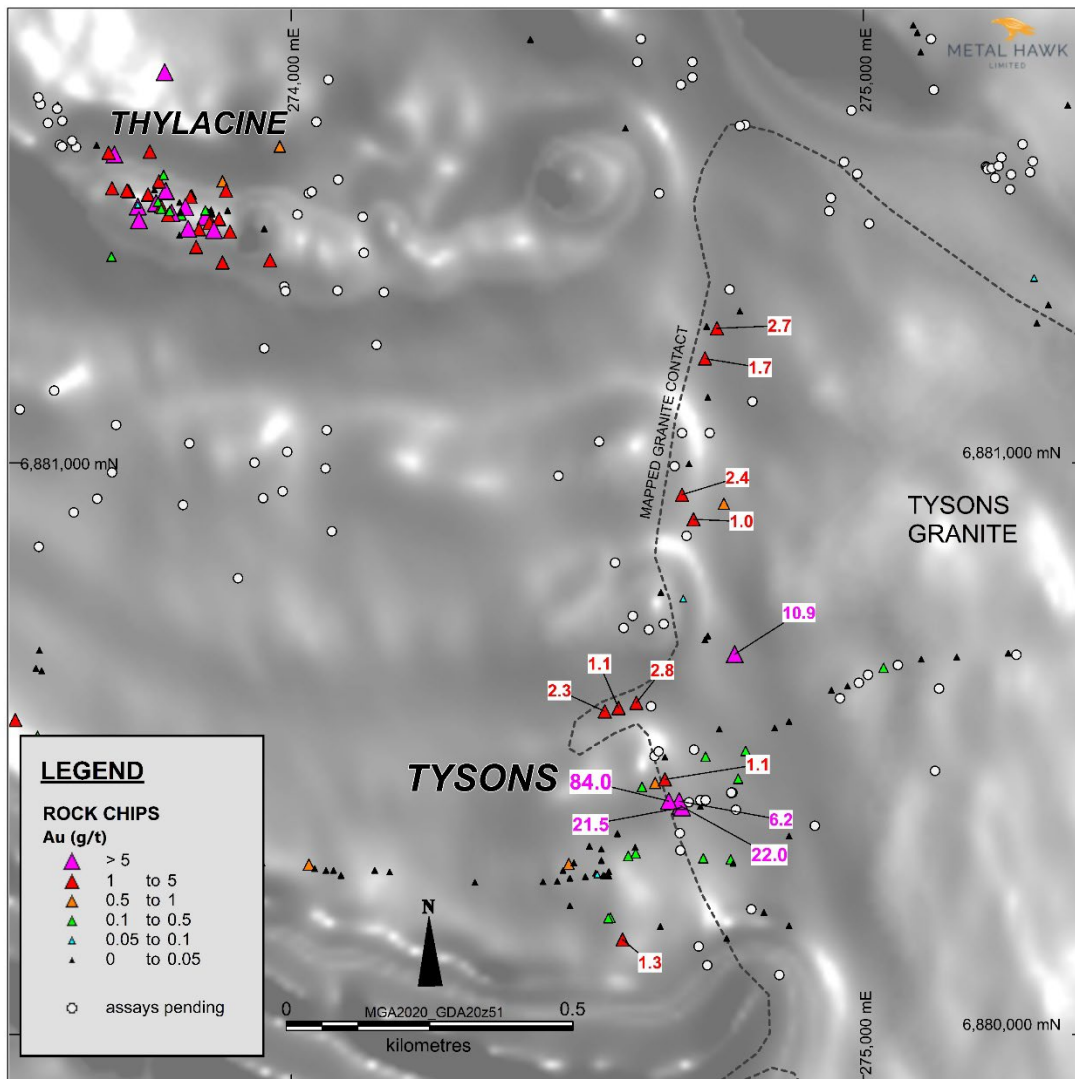 274,000 mE
275,000 mE
METAL HAWK
LIMITED
THYLACINE
2.7
1.7
MAPPED GRANITE CONTACT
6,881,000 mN
6,881,000 mN
2.4
1.0
TYSONS
GRANITE
10.9
1.1
2.8
2.3
TYSONS
1.1
84.0
6.2
21.5
22.0
1.3
LEGEND
ROCK CHIPS
Au (g/t)
> 5
1 to 5
0.5 to 1
0.1 to 0.5
0.05 to 0.1
0 to 0.05
assays pending
N
0 0.5
MGA2020_GDA20z51
kilometres
6,880,000 mN
275,000 mE